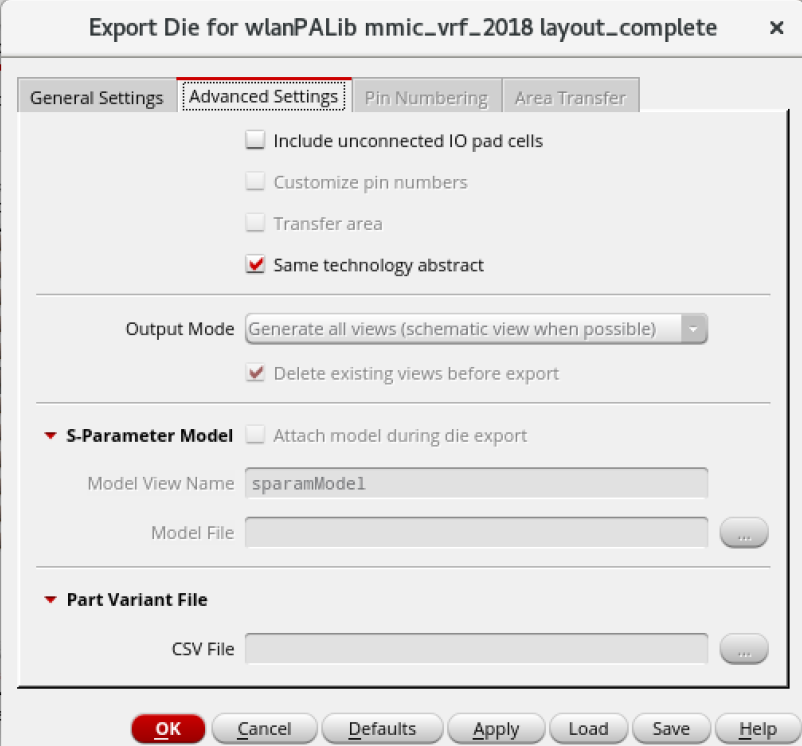 Export Die for wlanPALib mmic_vrf_2018 layout_complete
General Settings
Advanced Settings
Pin Numbering
Area Transfer
Include unconnected IO pad cells
Customize pin numbers
Transfer area
Same technology abstract
Output Mode
Generate all views (schematic view when possible)
Delete existing views before export
S-Parameter Model
Attach model during die export
Model View Name
sparamModel
Model File
...
Part Variant File
CSV File
...
OK
Cancel
Defaults
Apply
Load
Save
Help